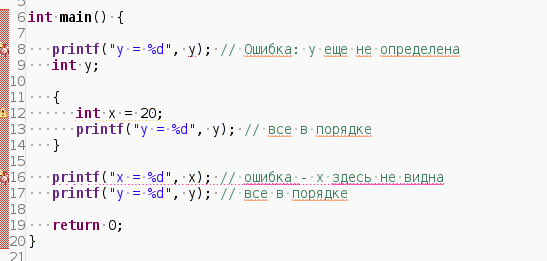 6 int main() {
7
8 printf("y = %d", y); // Ошибка: y еще не определена
9 int y;
10
11 {
12 int x = 20;
13 printf("y = %d", y); // все в порядке
14 }
15
16 printf("x = %d", x); // ошибка - x здесь не видна
17 printf("y = %d", y); // все в порядке
18
19 return 0;
20 }
21